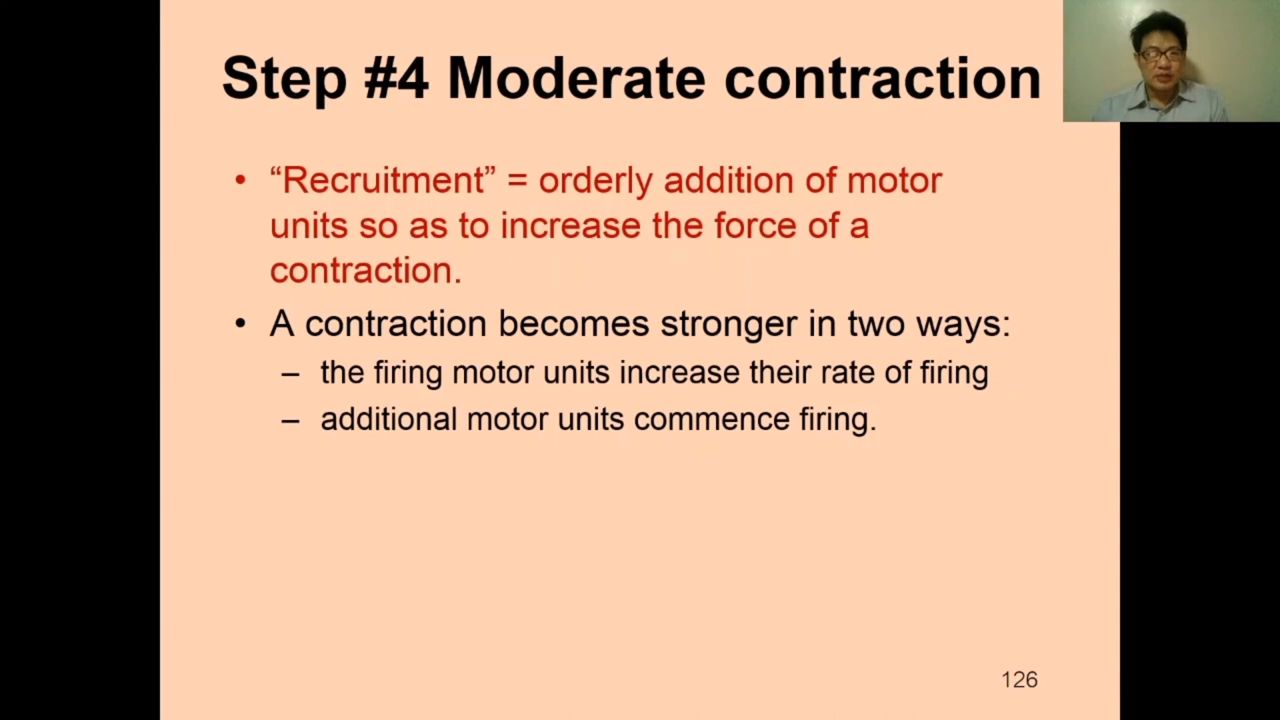 Step #4 Moderate contraction
• “Recruitment” = orderly addition of motor
units so as to increase the force of a
contraction.
• A contraction becomes stronger in two ways:
– the firing motor units increase their rate of firing
– additional motor units commence firing.
126